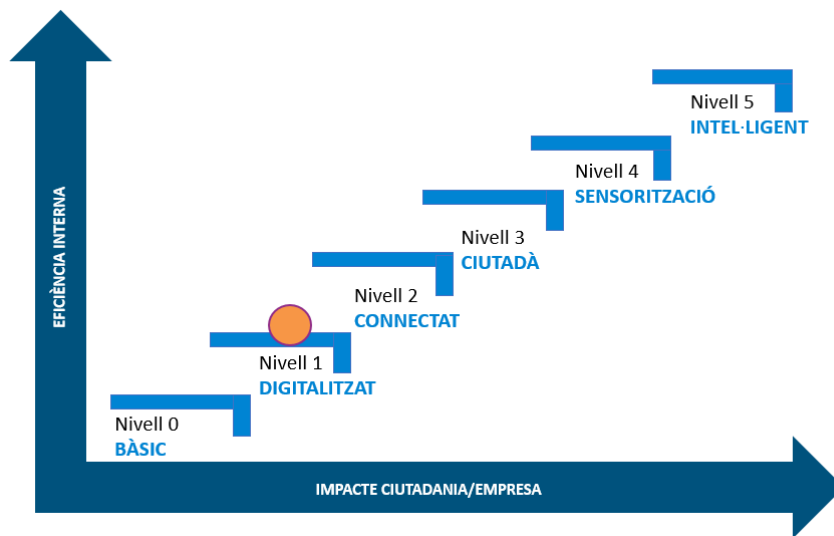 Nivell 5
INTEL·LIGENT
Nivell 4
SENSORITZACIÓ
Nivell 3
CIUTADÀ
Nivell 2
CONNECTAT
Nivell 1
DIGITALITZAT
Nivell 0
BÀSIC
EFICIÈNCIA INTERNA
IMPACTE CIUTADANIA/EMPRESA